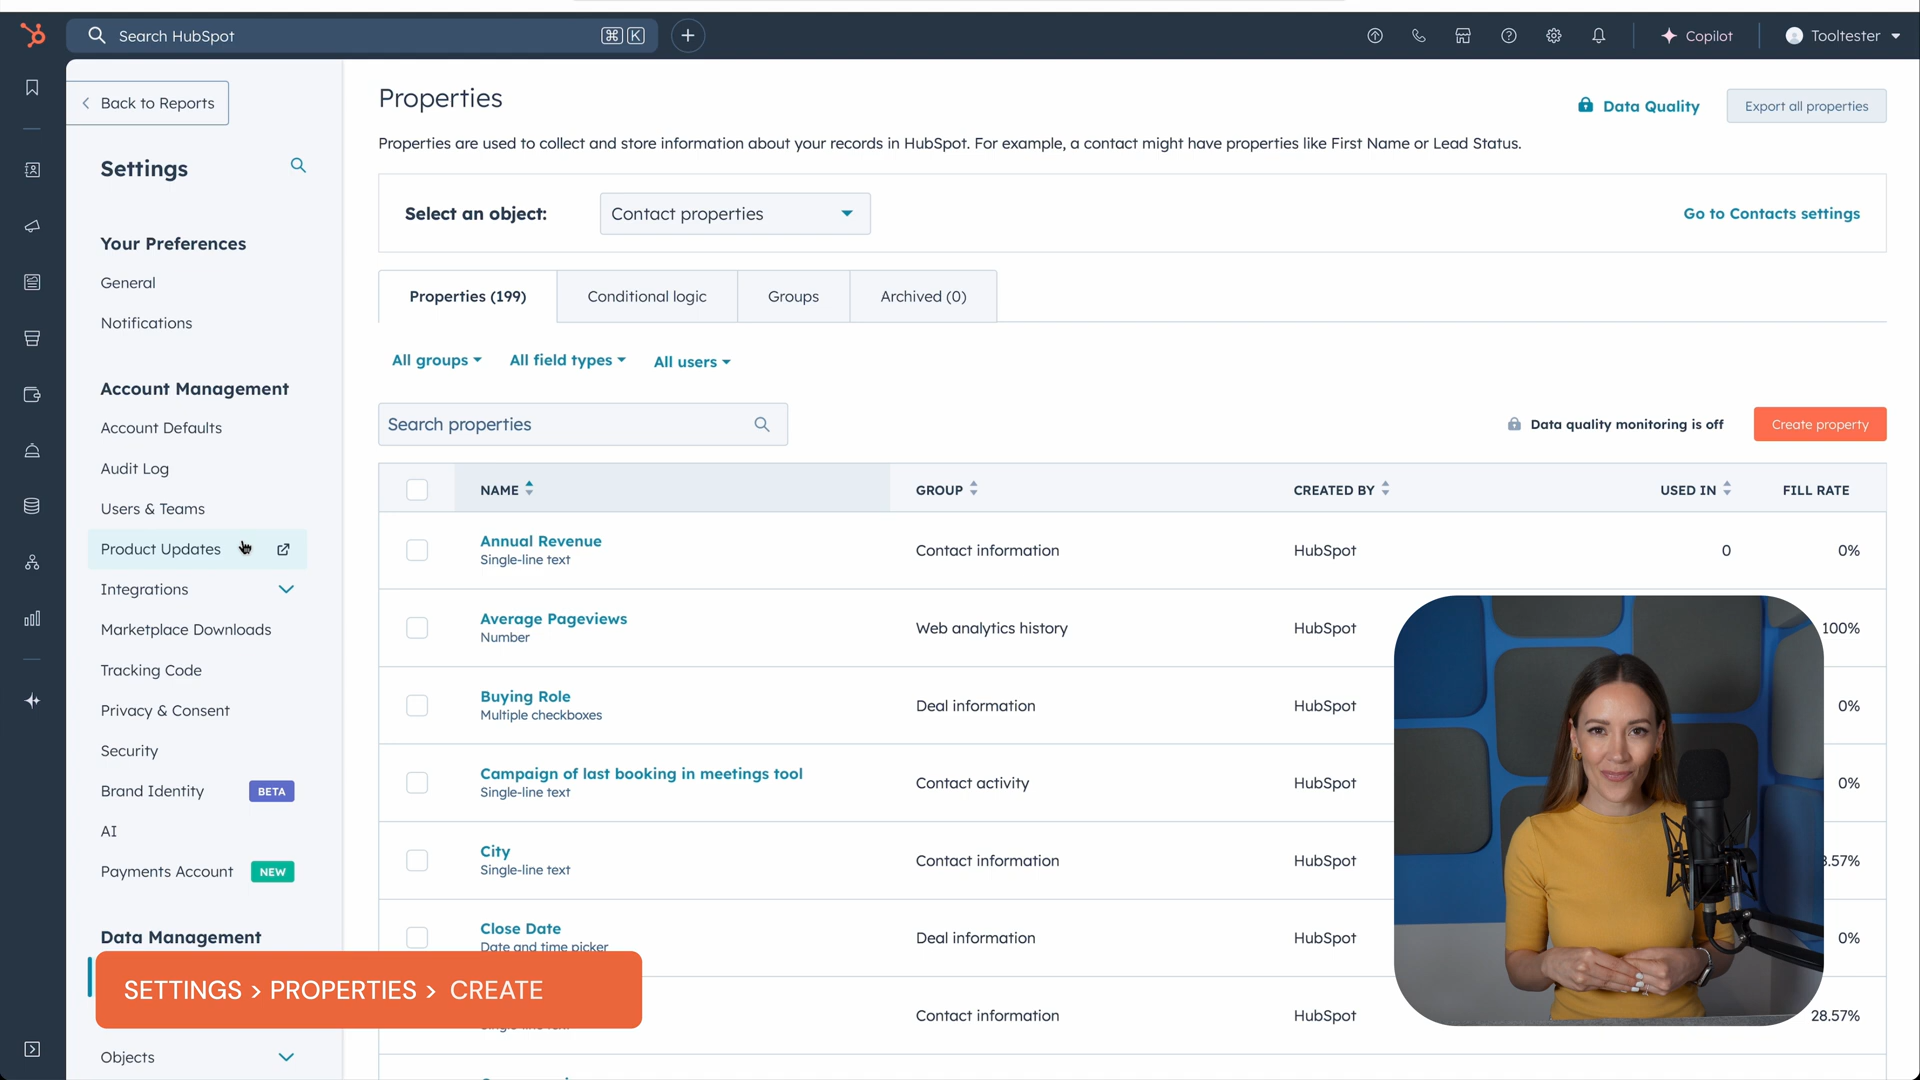 Search HubSpot
⌘ K
Copilot
Tooltester
Back to Reports
Settings
Your Preferences
General
Notifications
Account Management
Account Defaults
Audit Log
Users & Teams
Product Updates
Integrations
Marketplace Downloads
Tracking Code
Privacy & Consent
Security
Brand Identity BETA
AI
Payments Account NEW
Data Management
SETTINGS > PROPERTIES > CREATE
Objects
Properties
Data Quality
Export all properties
Properties are used to collect and store information about your records in HubSpot. For example, a contact might have properties like First Name or Lead Status.
Select an object:
Contact properties
Go to Contacts settings
Properties (199)
Conditional logic
Groups
Archived (0)
All groups
All field types
All users
Search properties
Data quality monitoring is off
Create property
NAME GROUP CREATED BY USED IN FILL RATE
Annual Revenue
Single-line text
Contact information HubSpot 0 0%
Average Pageviews
Number
Web analytics history HubSpot 100%
Buying Role
Multiple checkboxes
Deal information HubSpot 0%
Campaign of last booking in meetings tool
Single-line text
Contact activity HubSpot 0%
City
Single-line text
Contact information HubSpot .57%
Close Date
Date and time picker
Deal information HubSpot 0%
Contact information HubSpot 28.57%